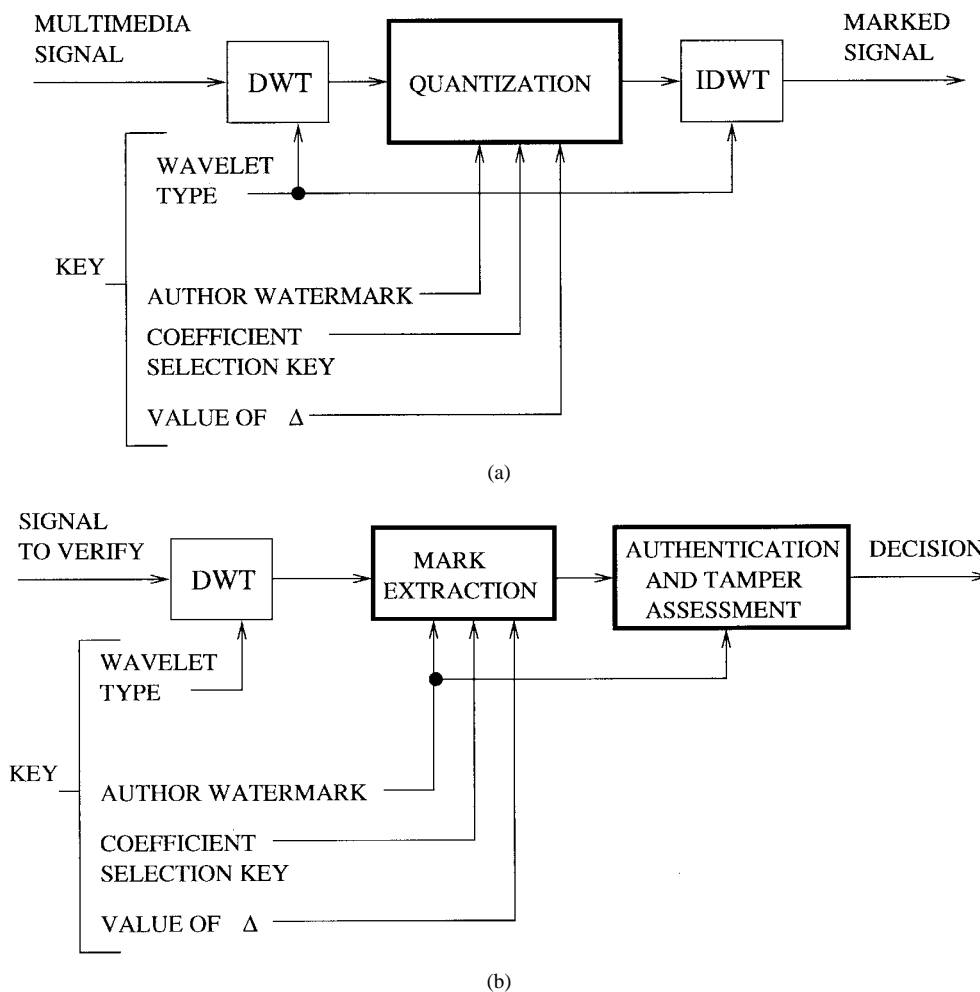 MULTIMEDIA
SIGNAL
DWT
QUANTIZATION
IDWT
MARKED
SIGNAL
WAVELET
TYPE
KEY
AUTHOR WATERMARK
COEFFICIENT
SELECTION KEY
VALUE OF Δ
(a)
SIGNAL
TO VERIFY
DWT
MARK
EXTRACTION
AUTHENTICATION
AND TAMPER
ASSESSMENT
DECISION
WAVELET
TYPE
KEY
AUTHOR WATERMARK
COEFFICIENT
SELECTION KEY
VALUE OF Δ
(b)